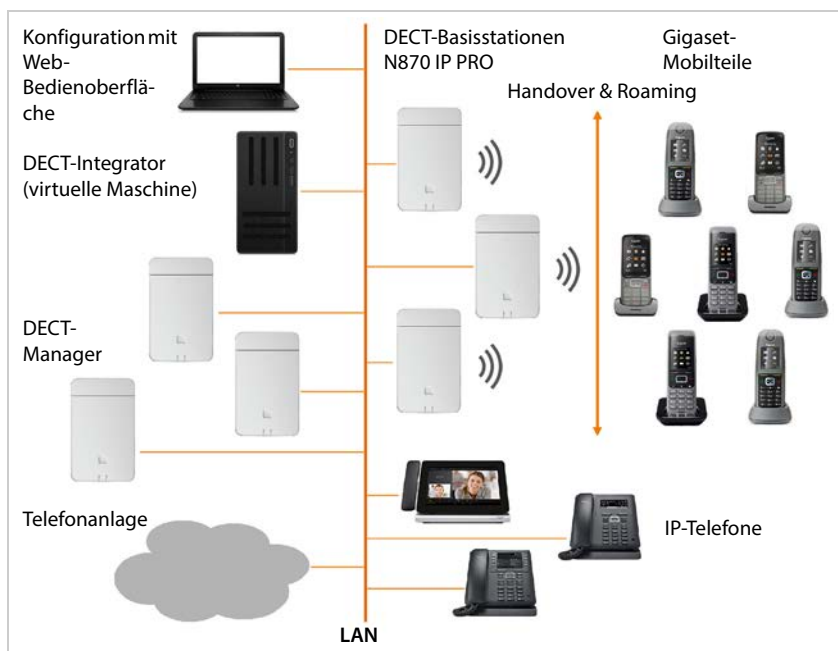 Konfiguration mit
Web-
Bedienoberflä-
che
DECT-Basisstationen
N870 IP PRO
Gigaset-
Mobilteile
Handover & Roaming
DECT-Integrator
(virtuelle Maschine)
DECT-
Manager
Telefonanlage
IP-Telefone
LAN